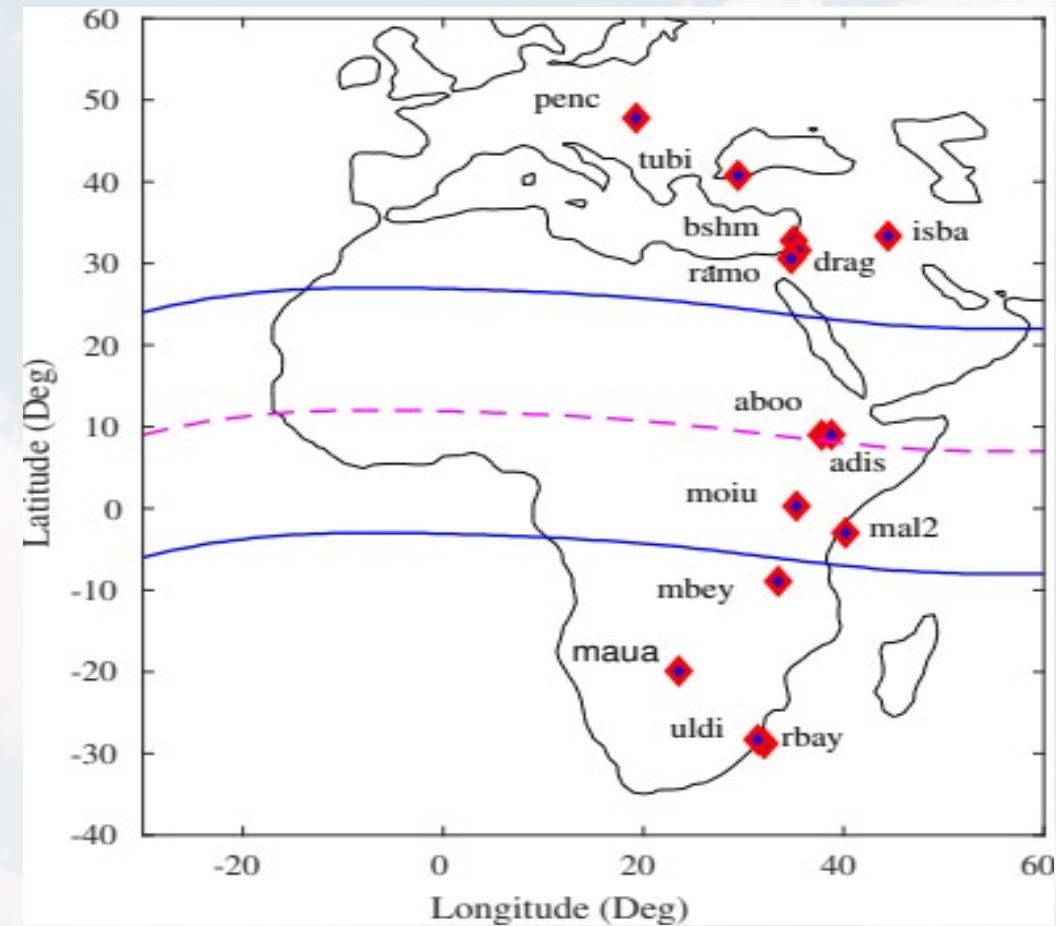 60
50
40
30
20
10
0
-10
-20
-30
-40
-20
0
20
40
60
Latitude (Deg)
Longitude (Deg)
penc
tubi
bshm
isba
ramo
drag
aboo
adis
moiu
mal2
mbey
maua
uldi
rbay